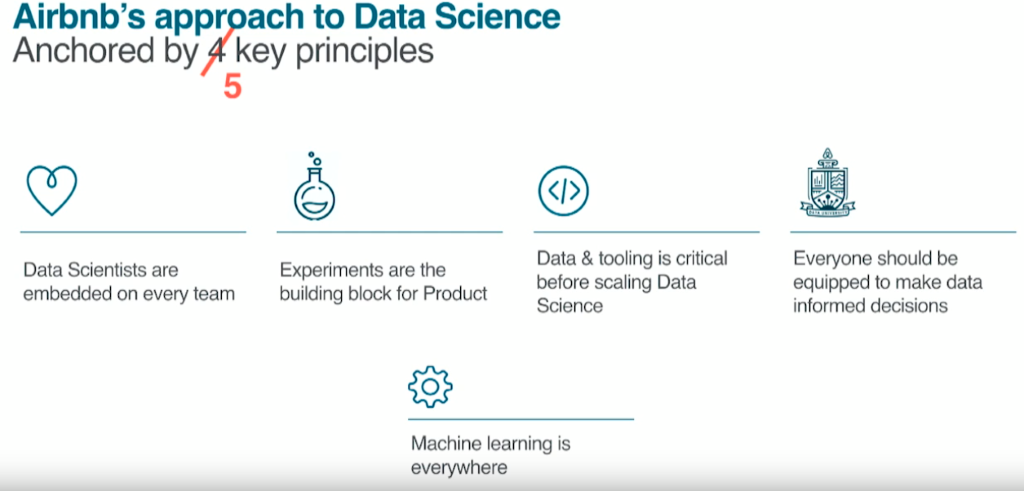 Airbnb's approach to Data Science
Anchored by 4 key principles
5
Data Scientists are
embedded on every team
Experiments are the
building block for Product
Data & tooling is critical
before scaling Data
Science
Everyone should be
equipped to make data
informed decisions
Machine learning is
everywhere